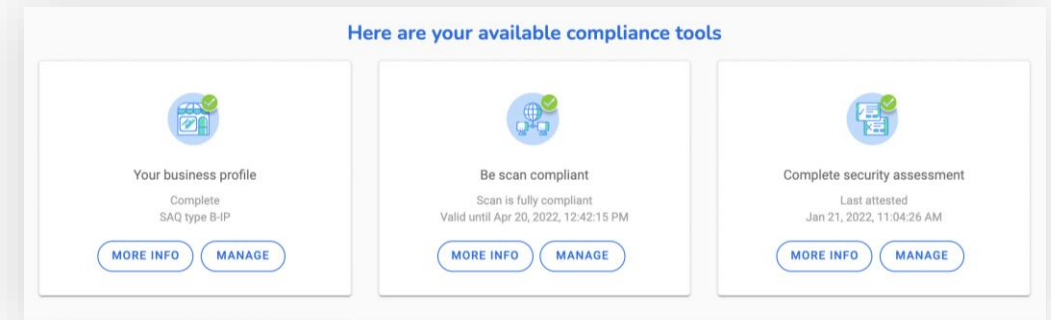 Here are your available compliance tools
Your business profile
Complete
SAQ type B-IP
MORE INFO MANAGE
Be scan compliant
Scan is fully compliant
Valid until Apr 20, 2022, 12:42:15 PM
MORE INFO MANAGE
Complete security assessment
Last attested
Jan 21, 2022, 11:04:26 AM
MORE INFO MANAGE